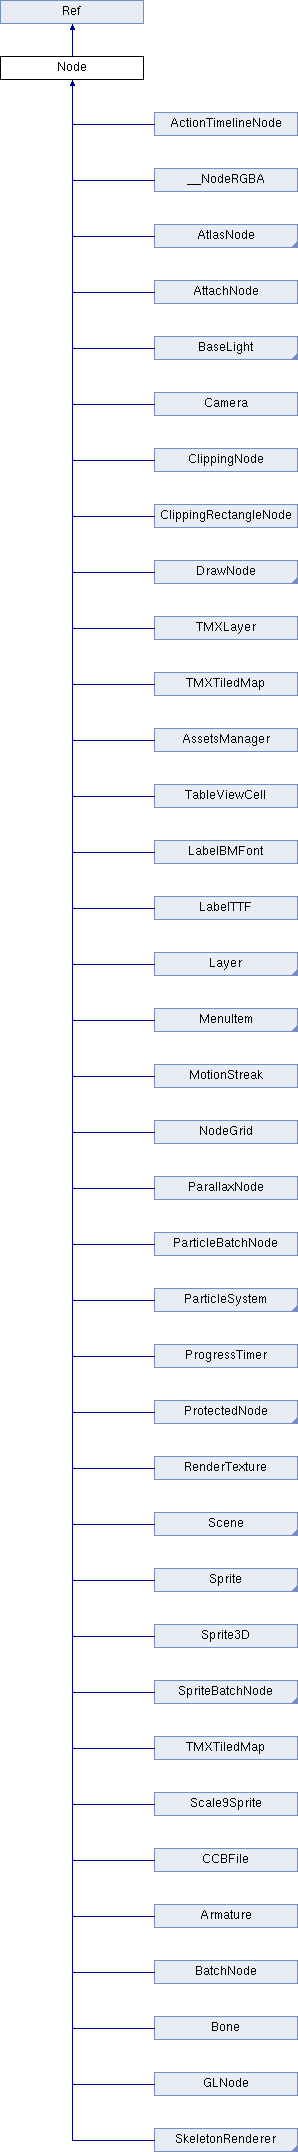 Ref
Node
ActionTimelineNode
__NodeRGBA
AtlasNode
AttachNode
BaseLight
Camera
ClippingNode
ClippingRectangleNode
DrawNode
TMXLayer
TMXTiledMap
AssetsManager
TableViewCell
LabelBMFont
LabelTTF
Layer
MenuItem
MotionStreak
NodeGrid
ParallaxNode
ParticleBatchNode
ParticleSystem
ProgressTimer
ProtectedNode
RenderTexture
Scene
Sprite
Sprite3D
SpriteBatchNode
TMXTiledMap
Scale9Sprite
CCBFile
Armature
BatchNode
Bone
GLNode
SkeletonRenderer